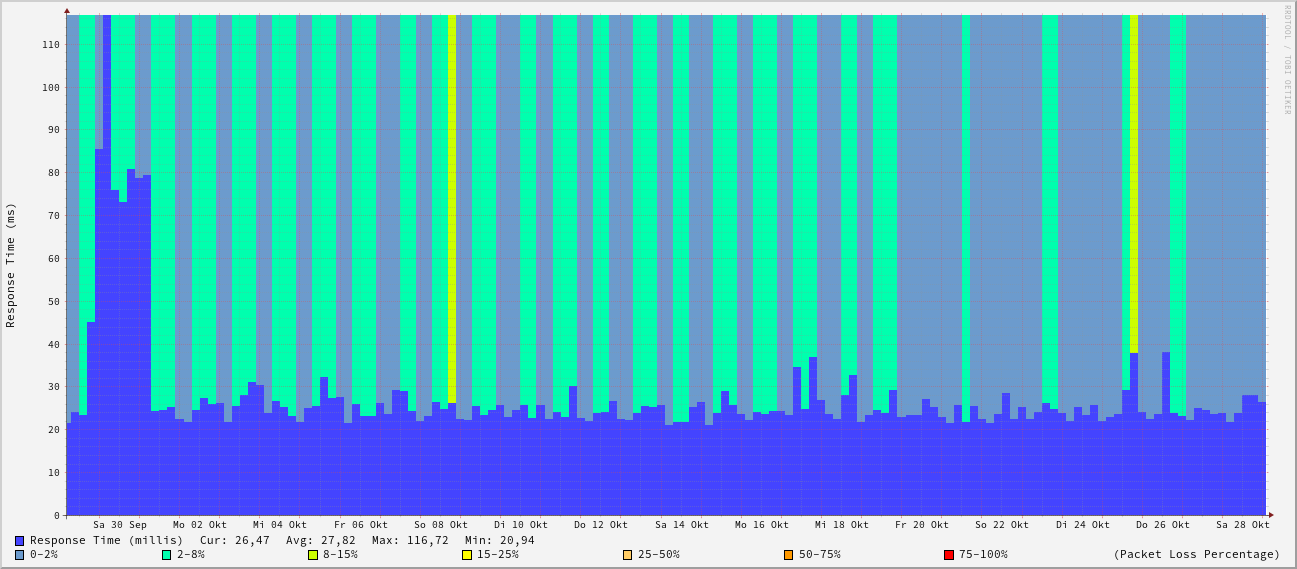 RRDTOOL / TOBI OETIKER
Response Time (ms)
110
100
90
80
70
60
50
40
30
20
10
0
Sa 30 Sep Mo 02 Okt Mi 04 Okt Fr 06 Okt So 08 Okt Di 10 Okt Do 12 Okt Sa 14 Okt Mo 16 Okt Mi 18 Okt Fr 20 Okt So 22 Okt Di 24 Okt Do 26 Okt Sa 28 Okt
Response Time (millis) Cur: 26,47 Avg: 27,82 Max: 116,72 Min: 20,94
0-2% 2-8% 8-15% 15-25% 25-50% 50-75% 75-100% (Packet Loss Percentage)